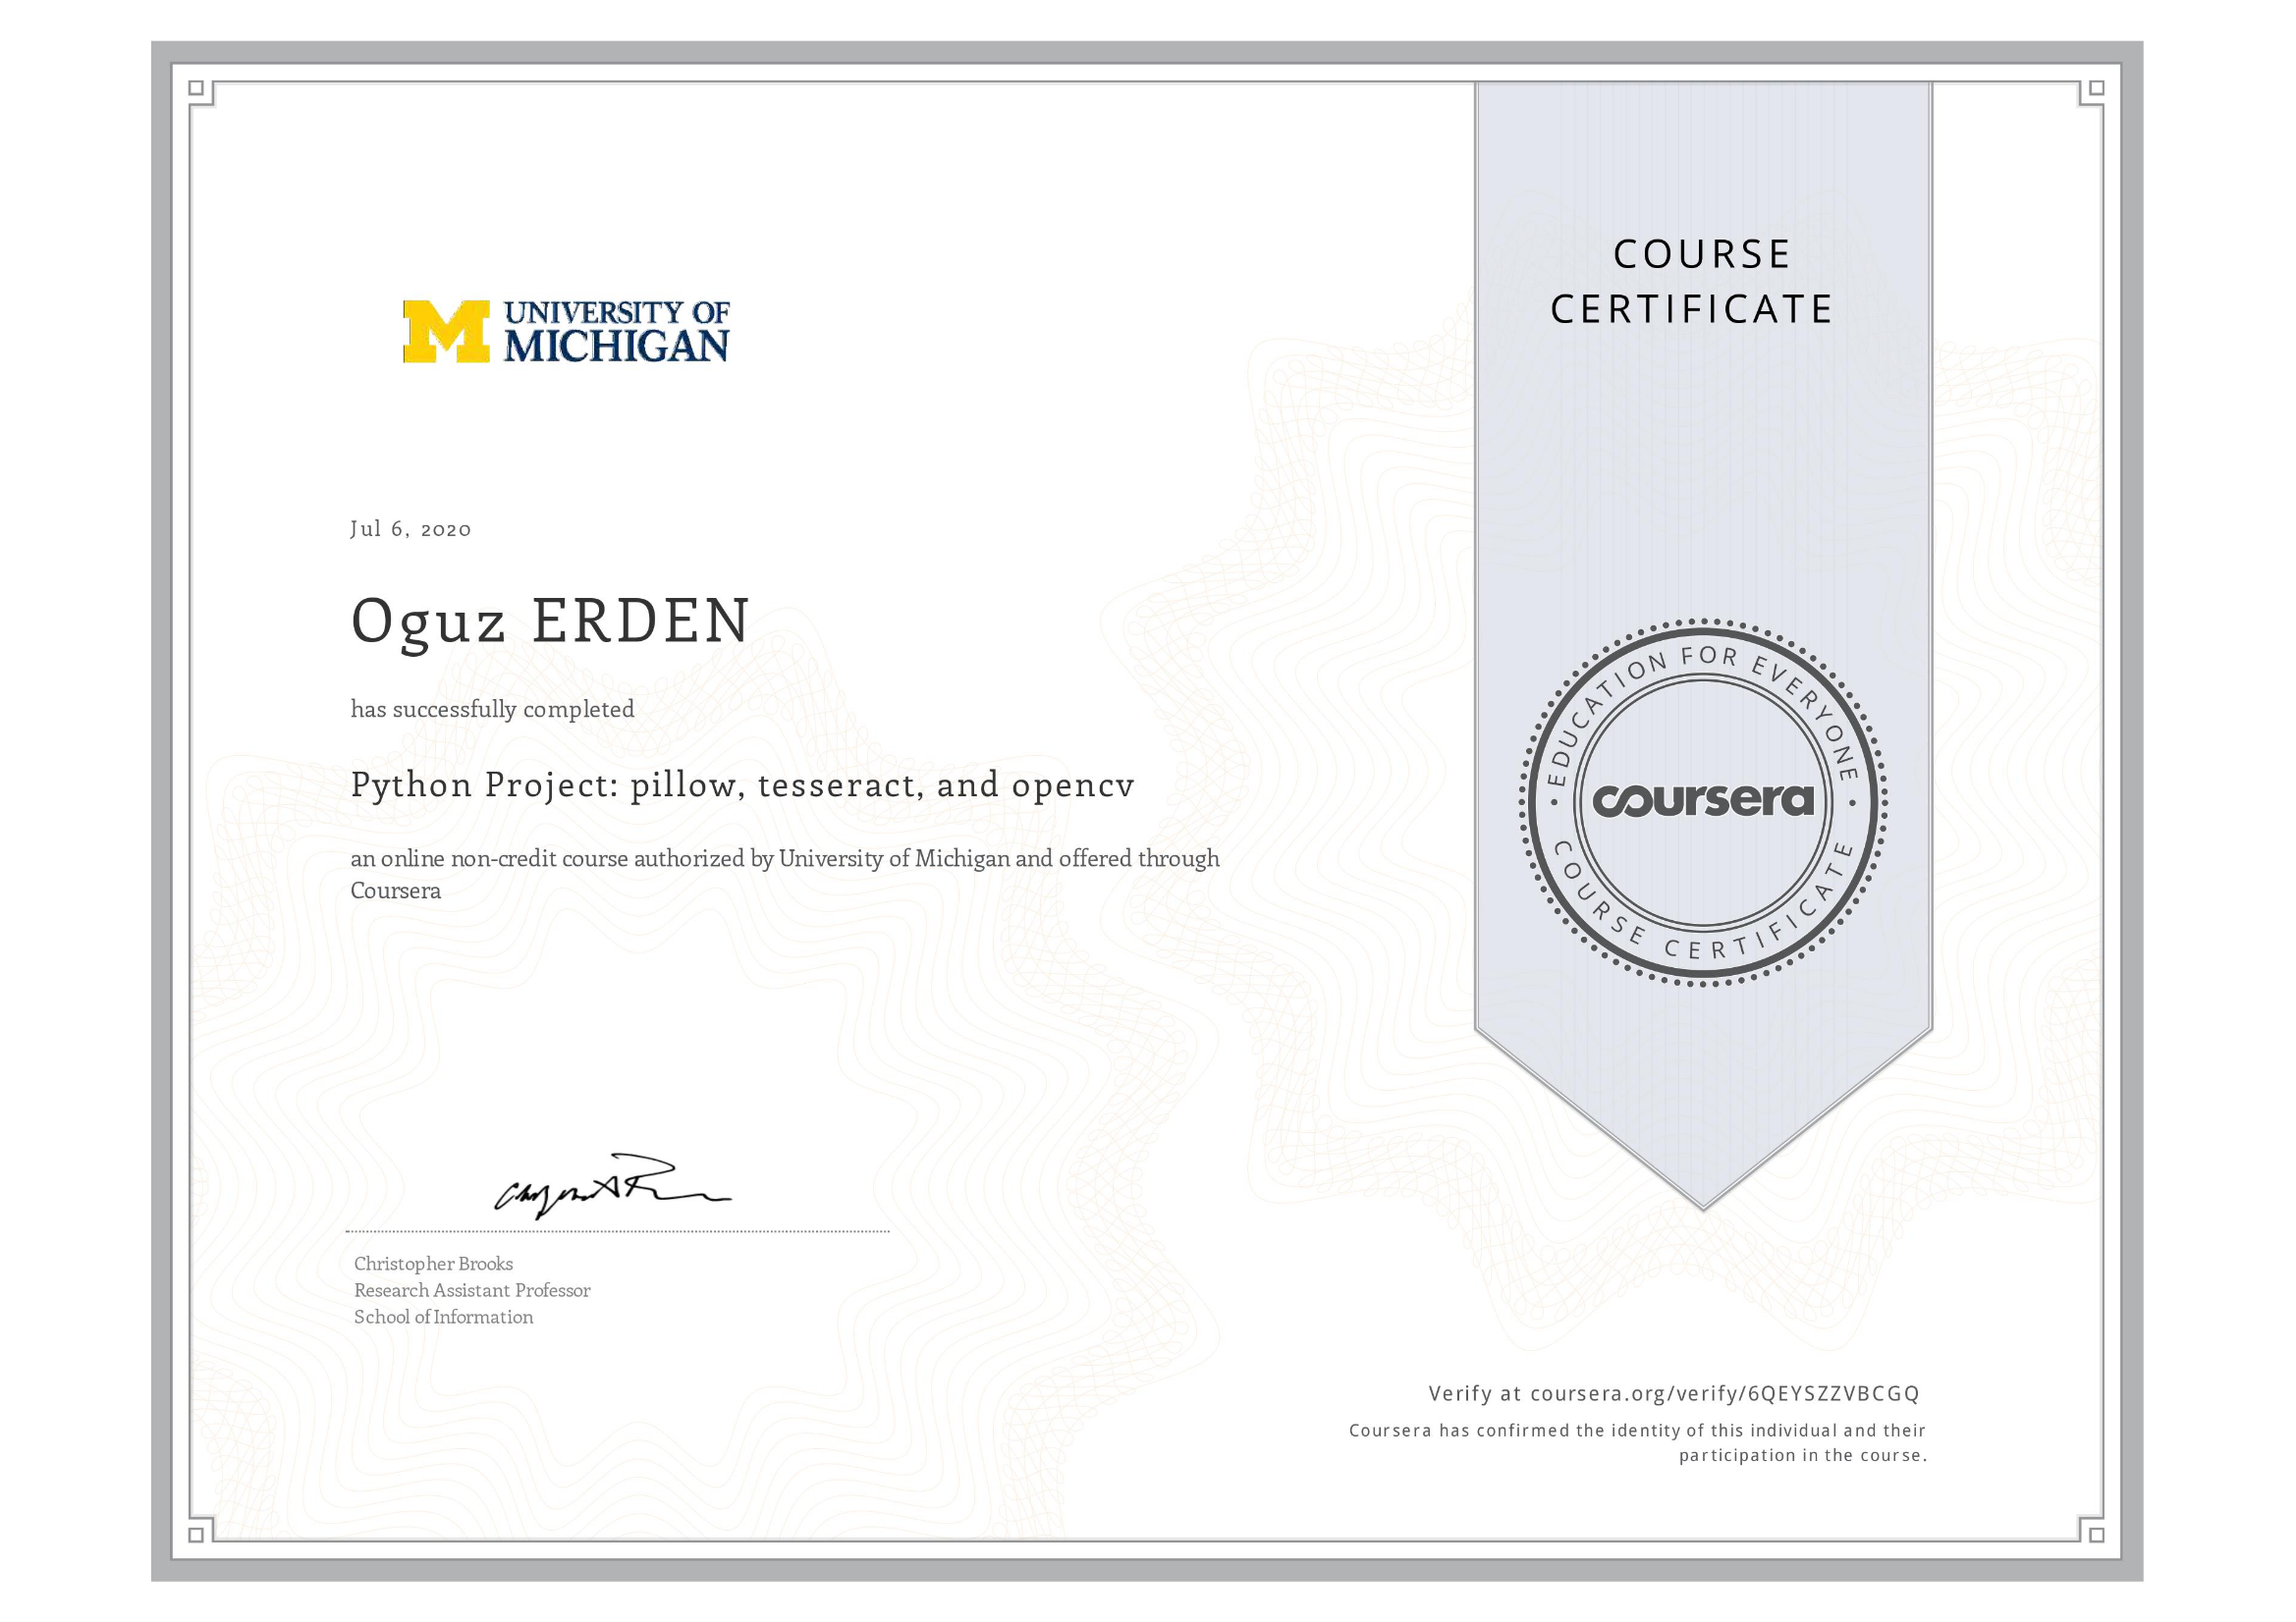 UNIVERSITY OF
MICHIGAN
COURSE
CERTIFICATE
Jul 6, 2020
Oguz ERDEN
has successfully completed
Python Project: pillow, tesseract, and opencv
an online non-credit course authorized by University of Michigan and offered through
Coursera
EDUCATION FOR EVERYONE
coursera
COURSE CERTIFICATE
Christopher Brooks
Research Assistant Professor
School of Information
Verify at coursera.org/verify/6QEYSZZVBCGQ
Coursera has confirmed the identity of this individual and their
participation in the course.